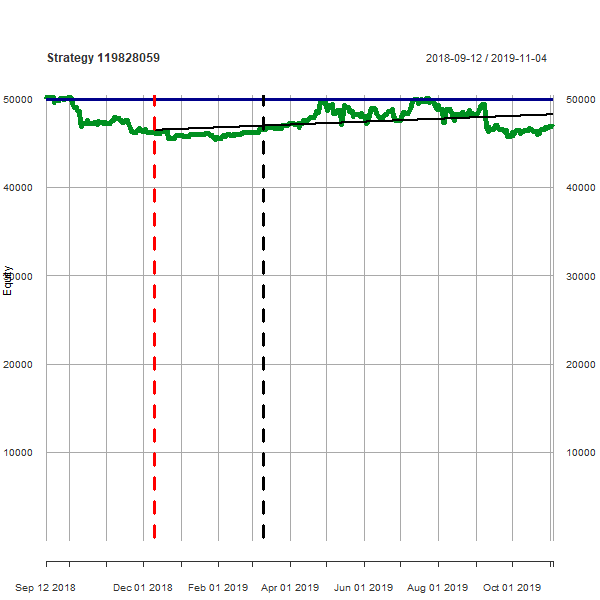 Strategy 119828059
2018-09-12 / 2019-11-04
50000
50000
40000
40000
30000
30000
Equity
20000
20000
10000
10000
Sep 12 2018
Dec 01 2018
Feb 01 2019
Apr 01 2019
Jun 01 2019
Aug 01 2019
Oct 01 2019